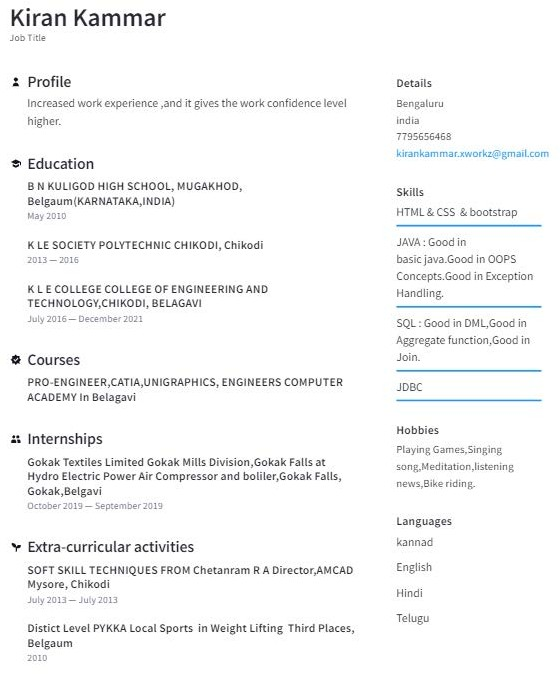 Kiran Kammar
Job Title
Profile
Increased work experience ,and it gives the work confidence level
higher.
Education
B N KULIGOD HIGH SCHOOL, MUGAKHOD,
Belgaum(KARNATAKA,INDIA)
May 2010
K LE SOCIETY POLYTECHNIC CHIKODI, Chikodi
2013 — 2016
K L E COLLEGE COLLEGE OF ENGINEERING AND
TECHNOLOGY,CHIKODI, BELAGAVI
July 2016 — December 2021
Courses
PRO-ENGINEER,CATIA,UNIGRAPHICS, ENGINEERS COMPUTER
ACADEMY In Belagavi
Internships
Gokak Textiles Limited Gokak Mills Division,Gokak Falls at
Hydro Electric Power Air Compressor and boliler,Gokak Falls,
Gokak,Belgavi
October 2019 — September 2019
Extra-curricular activities
SOFT SKILL TECHNIQUES FROM Chetanram R A Director,AMCAD
Mysore, Chikodi
July 2013 — July 2013
Distict Level PYKKA Local Sports in Weight Lifting Third Places,
Belgaum
2010
Details
Bengaluru
india
7795656468
kirankammar.xworkz@gmail.com
Skills
HTML & CSS & bootstrap
JAVA : Good in
basic java.Good in OOPS
Concepts.Good in Exception
Handling.
SQL : Good in DML,Good in
Aggregate function,Good in
Join.
JDBC
Hobbies
Playing Games,Singing
song,Meditation,listening
news,Bike riding.
Languages
kannad
English
Hindi
Telugu